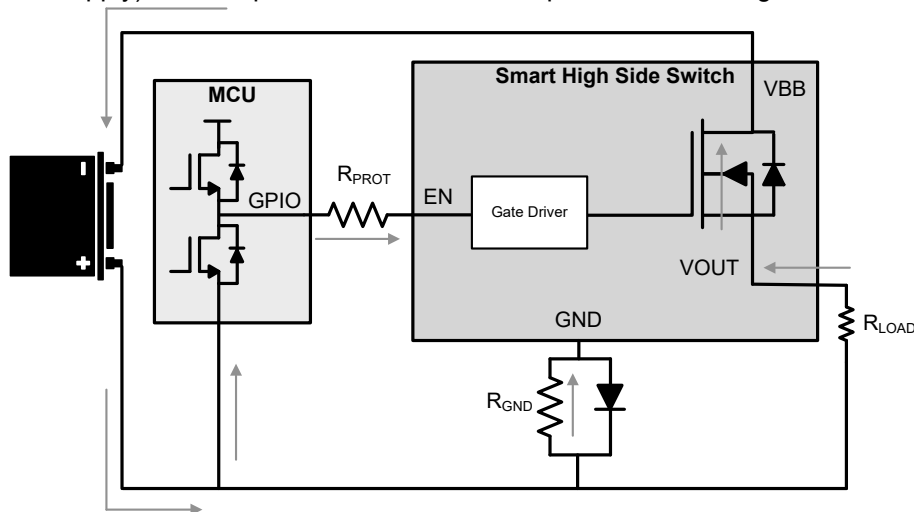 Smart High Side Switch
VBB
MCU
-
RPROT
GPIO
EN
Gate Driver
+
VOUT
GND
RLOAD
RGND